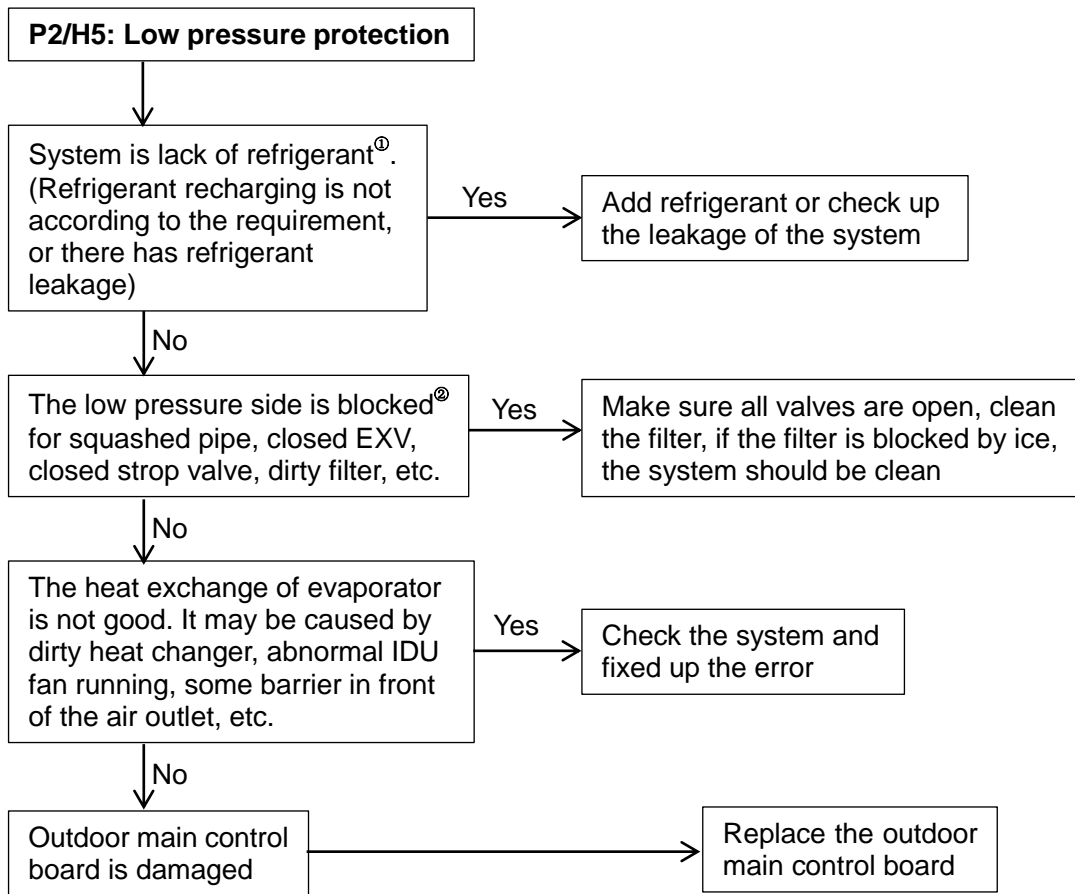 P2/H5: Low pressure protection
System is lack of refrigerant①.
(Refrigerant recharging is not
according to the requirement,
or there has refrigerant
leakage)
Yes
Add refrigerant or check up
the leakage of the system
No
The low pressure side is blocked②
for squashed pipe, closed EXV,
closed strop valve, dirty filter, etc.
Yes
Make sure all valves are open, clean
the filter, if the filter is blocked by ice,
the system should be clean
No
The heat exchange of evaporator
is not good. It may be caused by
dirty heat changer, abnormal IDU
fan running, some barrier in front
of the air outlet, etc.
Yes
Check the system and
fixed up the error
No
Outdoor main control
board is damaged
Replace the outdoor
main control board